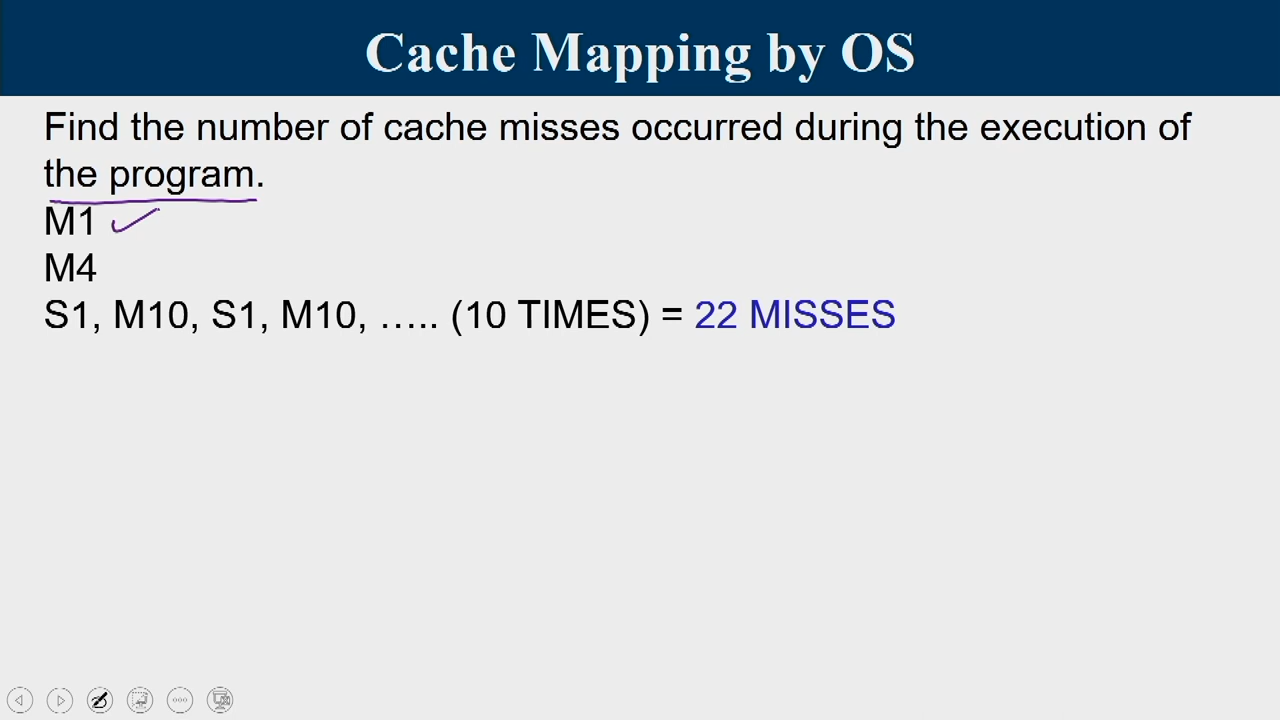 Cache Mapping by OS
Find the number of cache misses occurred during the execution of
the program.
M1
M4
S1, M10, S1, M10, ….. (10 TIMES) = 22 MISSES